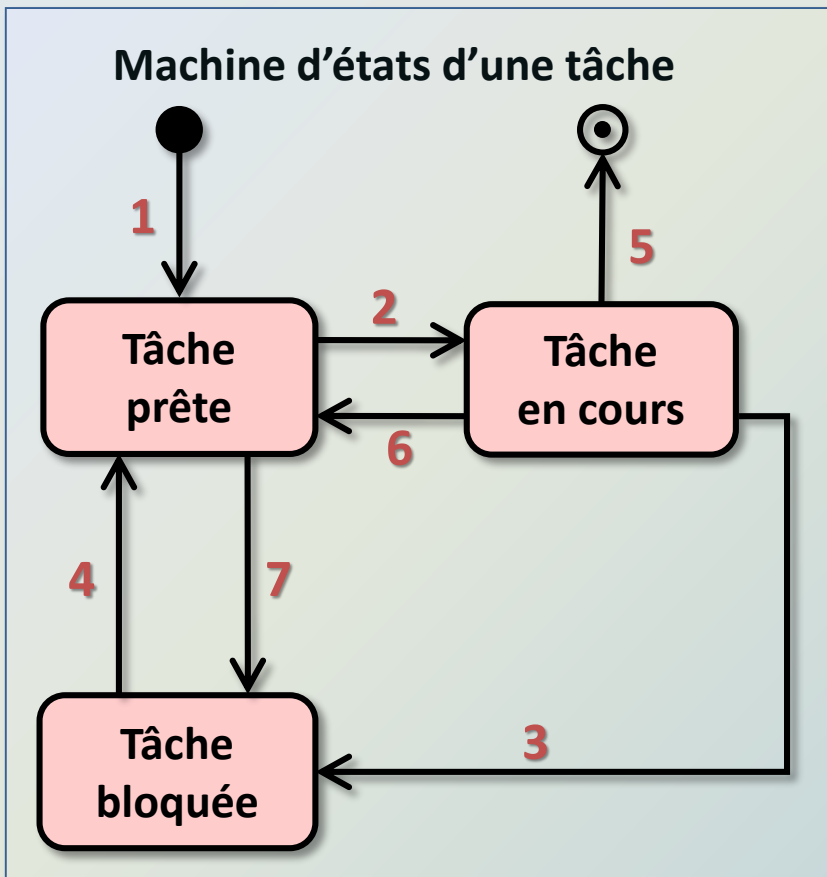 Machine d’états d’une tâche
1
5
2
Tâche
prête
Tâche
en cours
6
4
7
Tâche
bloquée
3